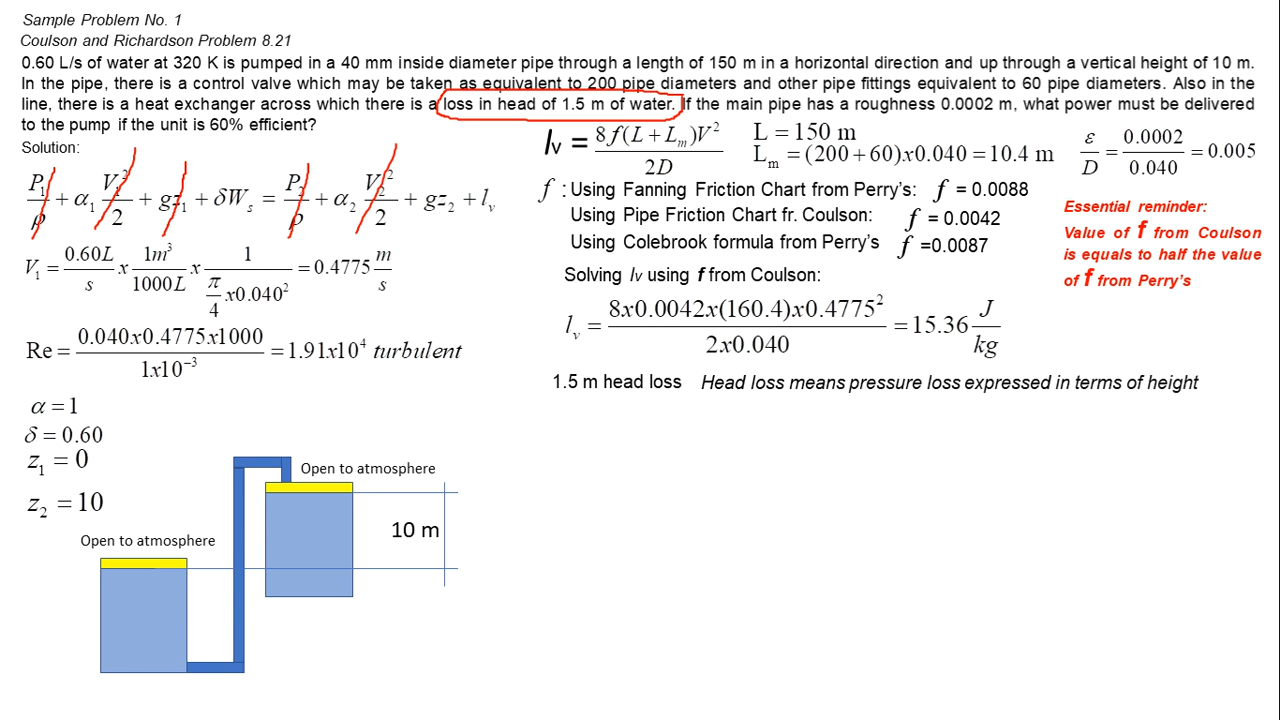 Sample Problem No. 1
Coulson and Richardson Problem 8.21
0.60 L/s of water at 320 K is pumped in a 40 mm inside diameter pipe through a length of 150 m in a horizontal direction and up through a vertical height of 10 m.
In the pipe, there is a control valve which may be taken as equivalent to 200 pipe diameters and other pipe fittings equivalent to 60 pipe diameters. Also in the
line, there is a heat exchanger across which there is a loss in head of 1.5 m of water. If the main pipe has a roughness 0.0002 m, what power must be delivered
to the pump if the unit is 60% efficient?
Solution:
P₁/ρ + α₁ V₁²/2 + gz₁ + δWₛ = P₂/ρ + α₂ V₂²/2 + gz₂ + lᵥ
V₁ = 0.60L/s x 1m³/1000L x 1/(π/4 x0.040²) = 0.4775 m/s
Re = 0.040x0.4775x1000/1x10⁻³ = 1.91x10⁴ turbulent
α = 1
δ = 0.60
z₁ = 0
z₂ = 10
Open to atmosphere
Open to atmosphere
10 m
lv = 8f(L + Lₘ)V²/2D
L = 150 m
Lₘ = (200+60)x0.040 = 10.4 m
ε/D = 0.0002/0.040 = 0.005
f : Using Fanning Friction Chart from Perry's: f = 0.0088
Using Pipe Friction Chart fr. Coulson: f = 0.0042
Using Colebrook formula from Perry's f =0.0087
Essential reminder:
Value of f from Coulson
is equals to half the value
of f from Perry's
Solving lv using f from Coulson:
lᵥ = 8x0.0042x(160.4)x0.4775²/2x0.040 = 15.36 J/kg
1.5 m head loss Head loss means pressure loss expressed in terms of height